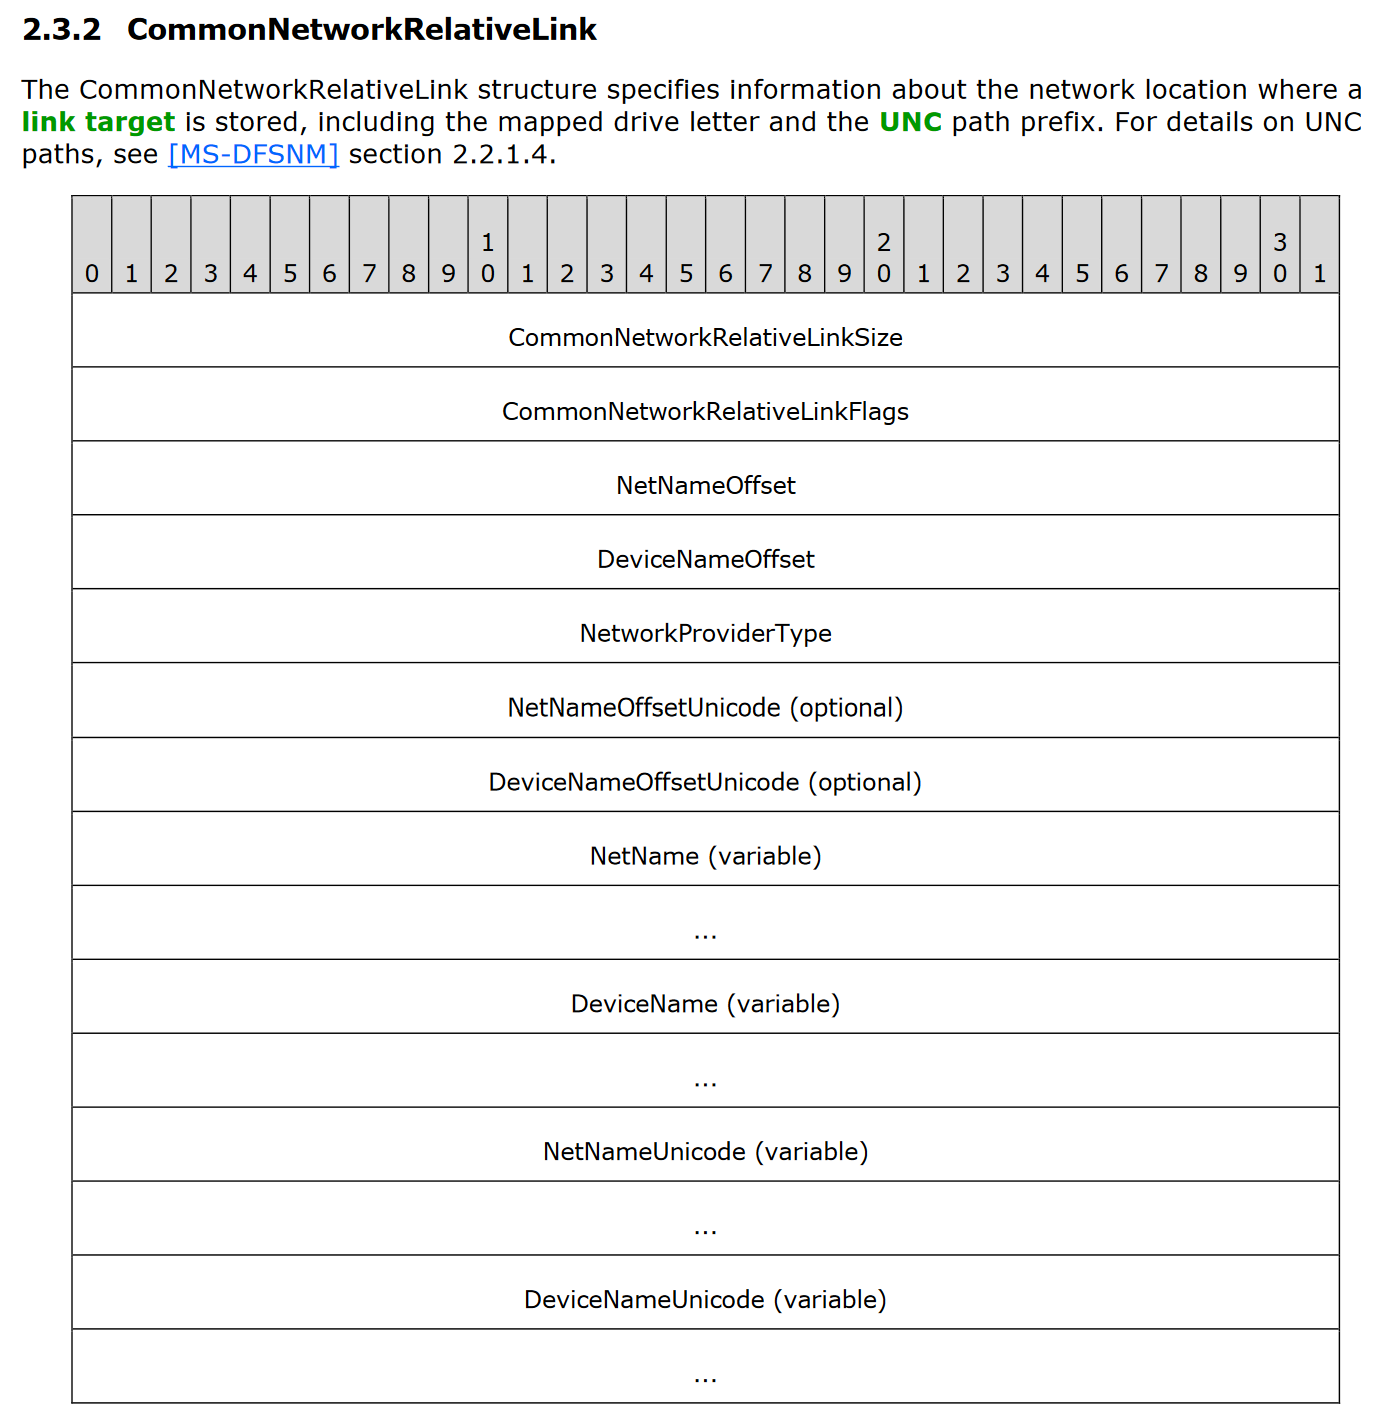 2.3.2 CommonNetworkRelativeLink
The CommonNetworkRelativeLink structure specifies information about the network location where a
link target is stored, including the mapped drive letter and the UNC path prefix. For details on UNC
paths, see [MS-DFSNM] section 2.2.1.4.
0 1 2 3 4 5 6 7 8 9 10 1 2 3 4 5 6 7 8 9 20 1 2 3 4 5 6 7 8 9 30 1
CommonNetworkRelativeLinkSize
CommonNetworkRelativeLinkFlags
NetNameOffset
DeviceNameOffset
NetworkProviderType
NetNameOffsetUnicode (optional)
DeviceNameOffsetUnicode (optional)
NetName (variable)
...
DeviceName (variable)
...
NetNameUnicode (variable)
...
DeviceNameUnicode (variable)
...